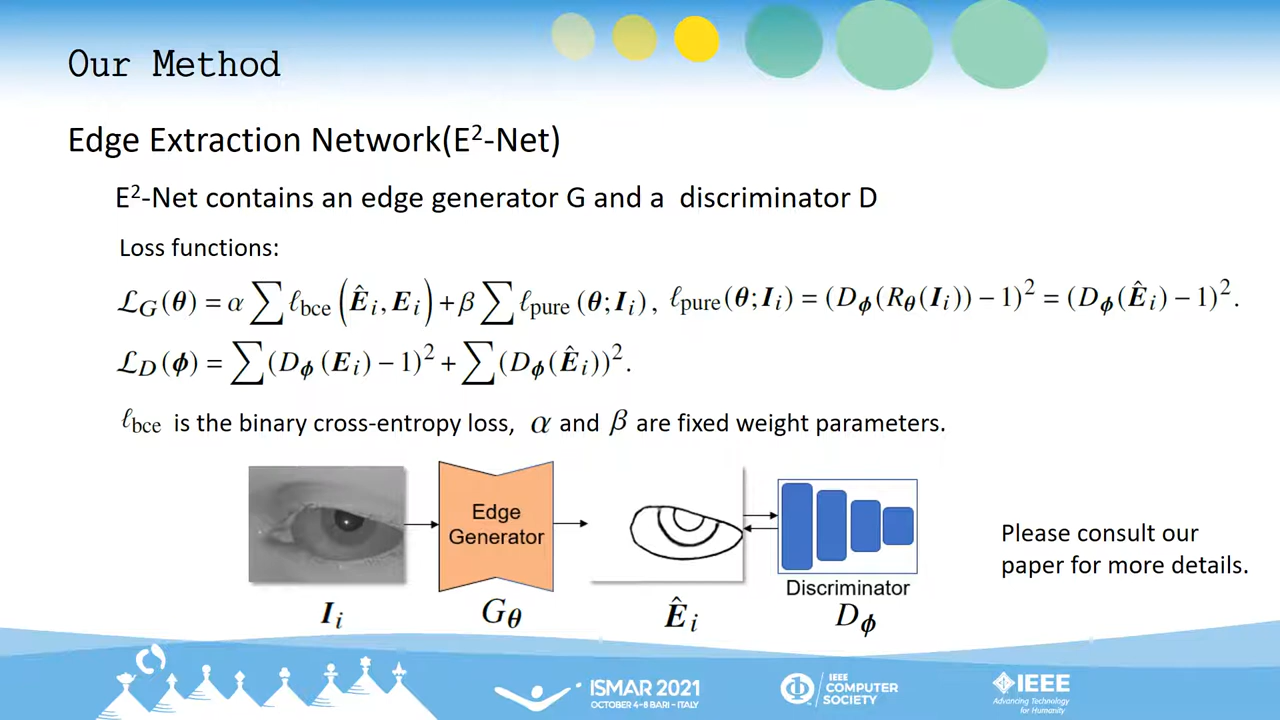 Our Method
Edge Extraction Network(E²-Net)
E²-Net contains an edge generator G and a discriminator D
Loss functions:
ℒ_G(θ) = α ∑ ℓ_bce (Ê_i, E_i) + β ∑ ℓ_pure (θ; I_i), ℓ_pure(θ; I_i) = (D_ϕ(R_θ(I_i)) − 1)² = (D_ϕ(Ê_i) − 1)².
ℒ_D(ϕ) = ∑ (D_ϕ (E_i) − 1)² + ∑ (D_ϕ(Ê_i))².
ℓ_bce is the binary cross-entropy loss, α and β are fixed weight parameters.
Edge
Generator
Discriminator
I_i
G_θ
Ê_i
D_ϕ
Please consult our
paper for more details.
ISMAR 2021
OCTOBER 4-8 BARI - ITALY
IEEE
COMPUTER
SOCIETY
IEEE
Advancing Technology
for Humanity